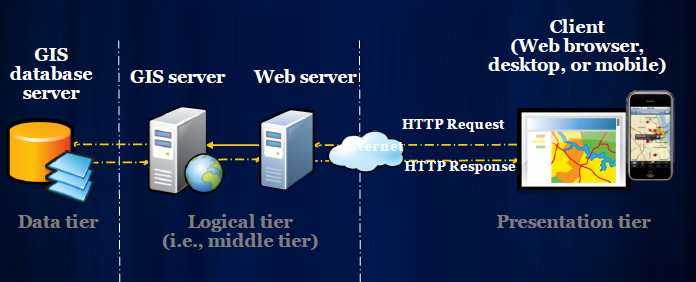 GIS
database
server
GIS server
Web server
Client
(Web browser,
desktop, or mobile)
HTTP Request
Internet
HTTP Response
Data tier
Logical tier
(i.e., middle tier)
Presentation tier